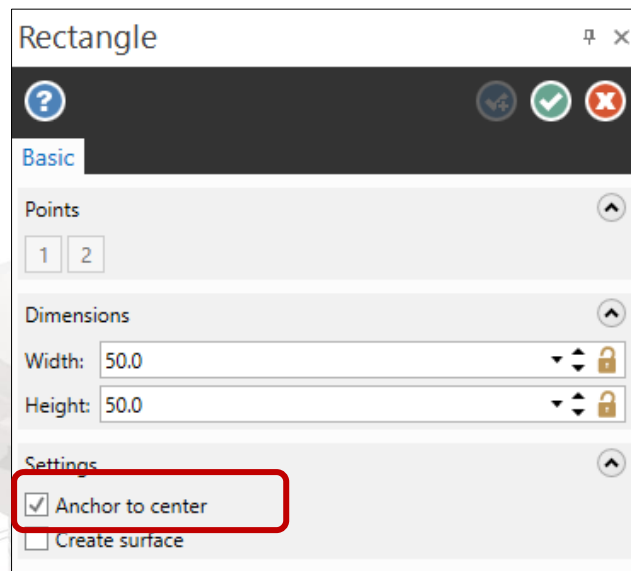 Rectangle
?
Basic
Points
1 2
Dimensions
Width: 50.0
Height: 50.0
Settings
Anchor to center
Create surface